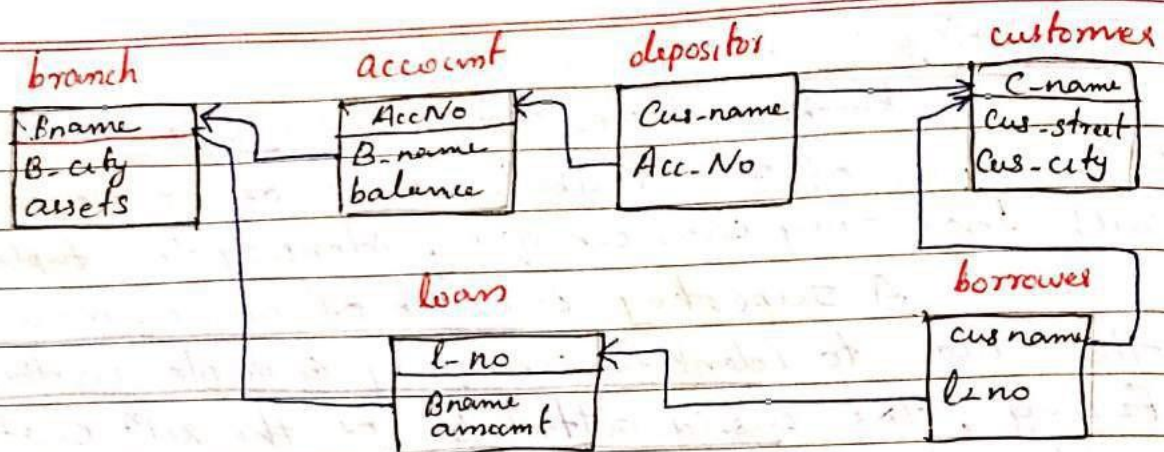 branch
Bname
B-city
assets
account
AccNo
B-name
balance
depositor
Cus-name
Acc-No
customer
C-name
Cus-street
Cus-city
loan
l-no
Bname
amount
borrower
cus name
l-no